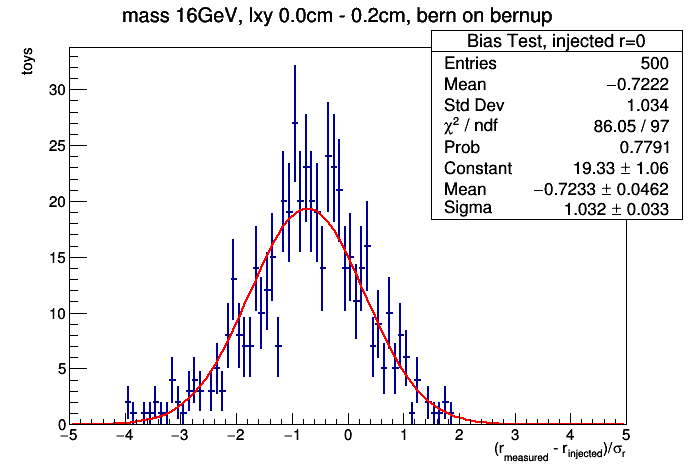 mass 16GeV, lxy 0.0cm - 0.2cm, bern on bernup
Bias Test, injected r=0
Entries 500
Mean −0.7222
Std Dev 1.034
χ² / ndf 86.05 / 97
Prob 0.7791
Constant 19.33 ± 1.06
Mean −0.7233 ± 0.0462
Sigma 1.032 ± 0.033
toys
30
25
20
15
10
5
0
−5 −4 −3 −2 −1 0 1 2 3 4 5
(r_measured - r_injected)/σ_r